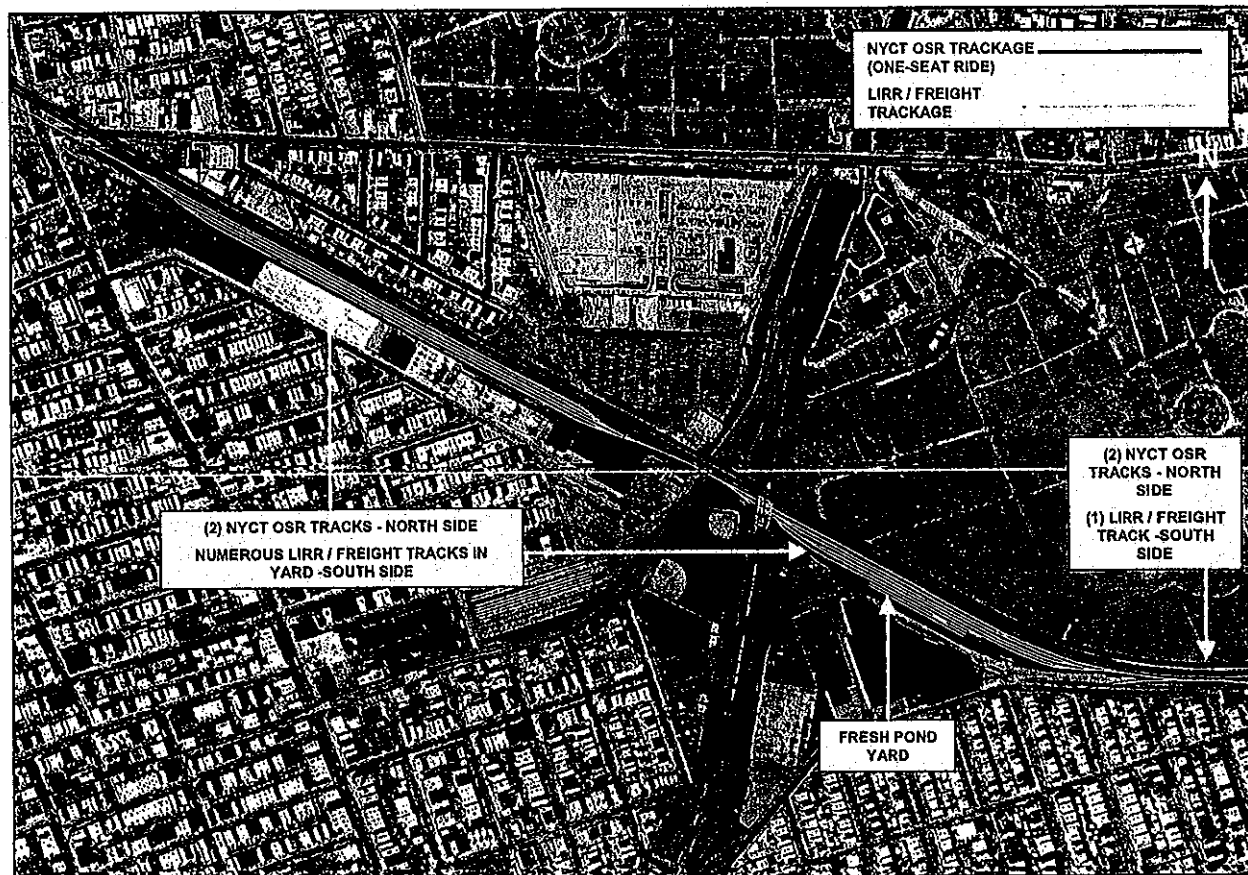 NYCT OSR TRACKAGE
(ONE-SEAT RIDE)
LIRR / FREIGHT
TRACKAGE
N
(2) NYCT OSR
TRACKS - NORTH
SIDE
(1) LIRR / FREIGHT
TRACK -SOUTH
SIDE
(2) NYCT OSR TRACKS - NORTH SIDE
NUMEROUS LIRR / FREIGHT TRACKS IN
YARD -SOUTH SIDE
FRESH POND
YARD